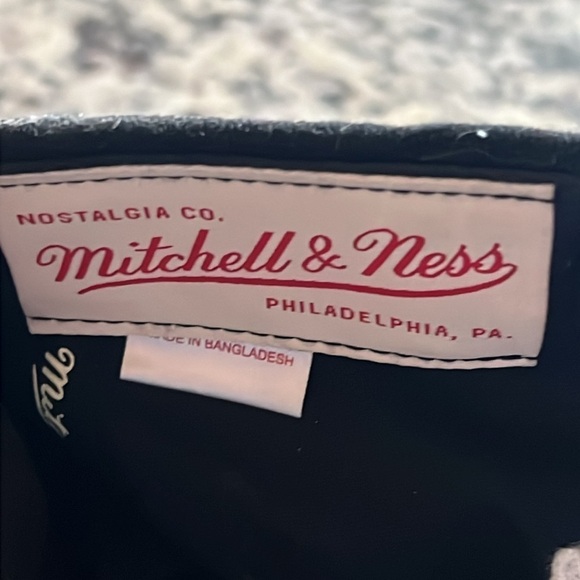 NOSTALGIA CO.
Mitchell & Ness
PHILADELPHIA, PA.
IN BANGLADESH